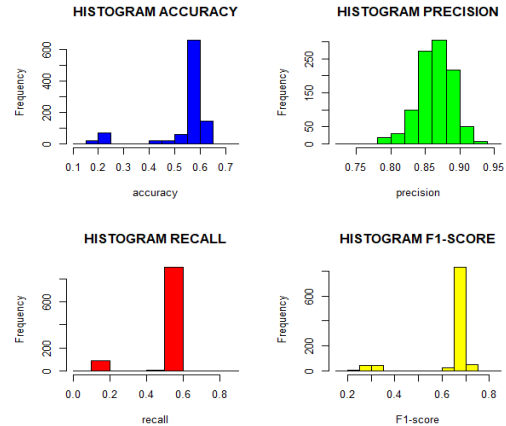 HISTOGRAM ACCURACY
Frequency
0 200 400 600
0.1 0.2 0.3 0.4 0.5 0.6 0.7
accuracy
HISTOGRAM PRECISION
Frequency
0 50 150 250
0.75 0.80 0.85 0.90 0.95
precision
HISTOGRAM RECALL
Frequency
0 200 600
0.0 0.2 0.4 0.6 0.8
recall
HISTOGRAM F1-SCORE
Frequency
0 200 600
0.2 0.4 0.6 0.8
F1-score